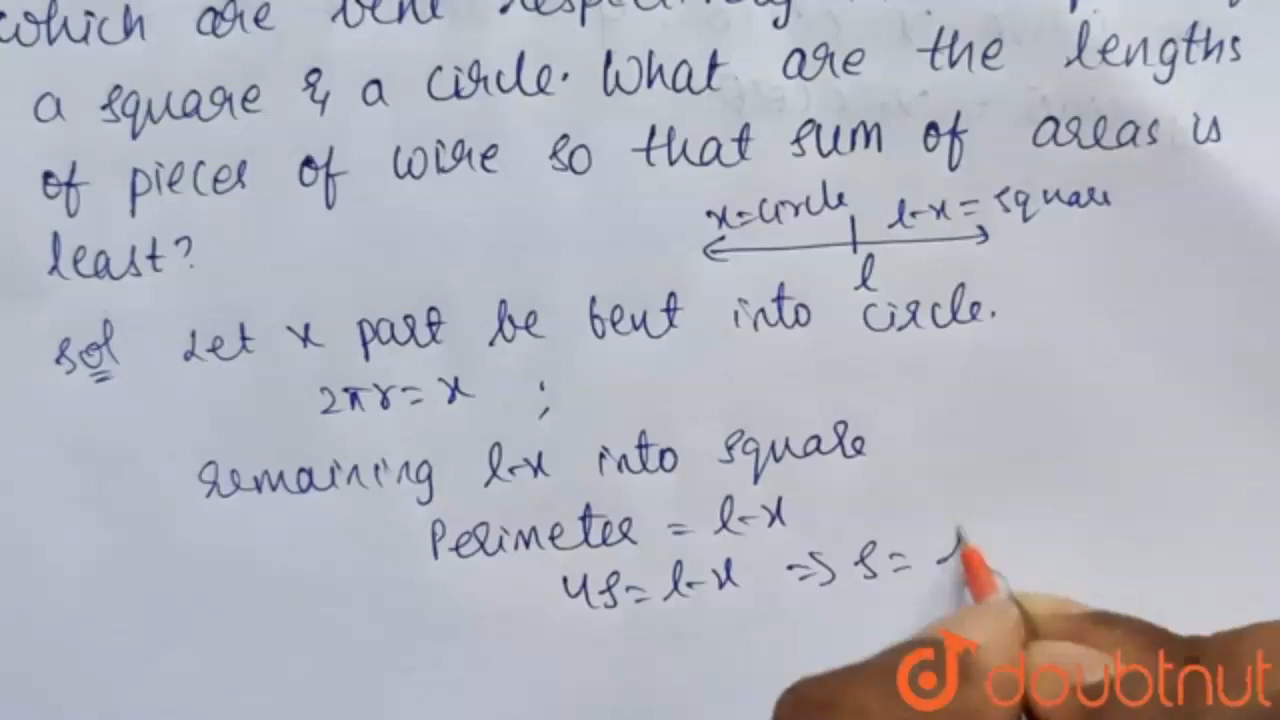 which are bent respectively
a square & a circle. What are the lengths
of pieces of wire so that sum of areas is
least?
x=circle l-x = square
l
sol Let x part be bent into circle.
2πr = x ;
remaining l-x into square
Perimeter = l-x
4s = l-x => s =
doubtnut